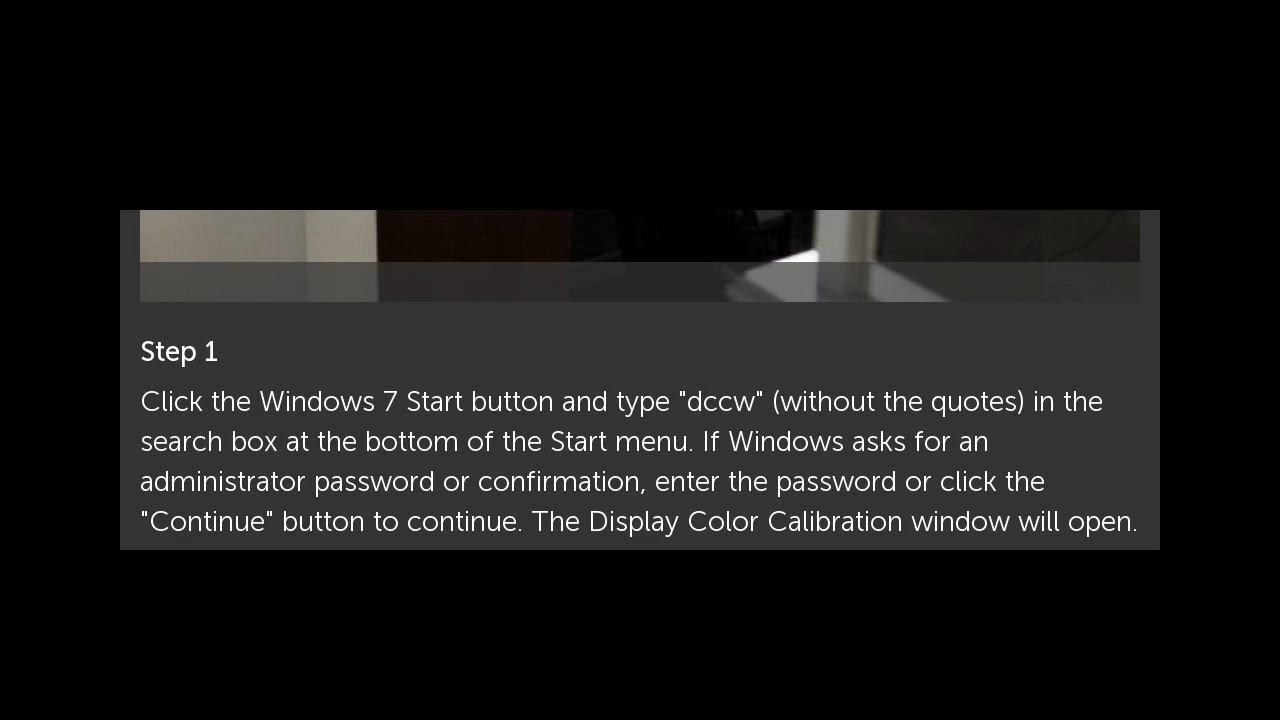 Step 1
Click the Windows 7 Start button and type "dccw" (without the quotes) in the
search box at the bottom of the Start menu. If Windows asks for an
administrator password or confirmation, enter the password or click the
"Continue" button to continue. The Display Color Calibration window will open.